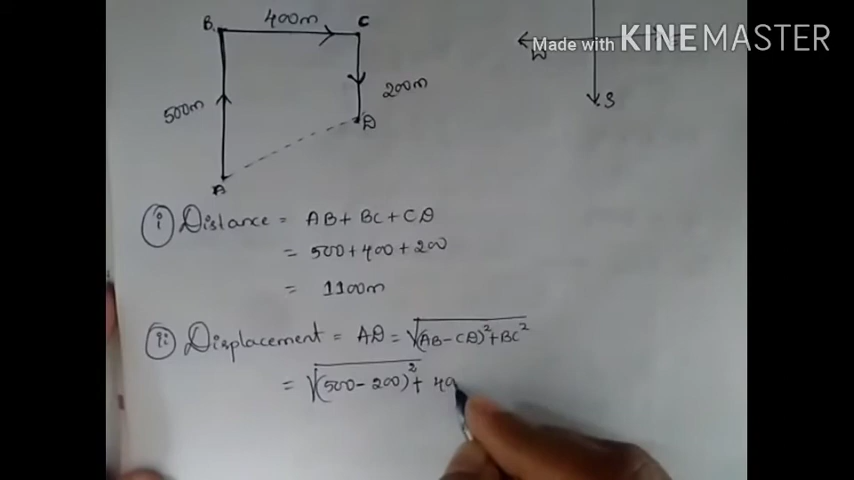 B 400m C
Made with KINEMASTER
W
500m 200m
S
D
A
(i) Distance = AB + BC + CD
= 500 + 400 + 200
= 1100m
(ii) Displacement = AD = √(AB - CD)² + BC²
= √(500 - 200)² + 40